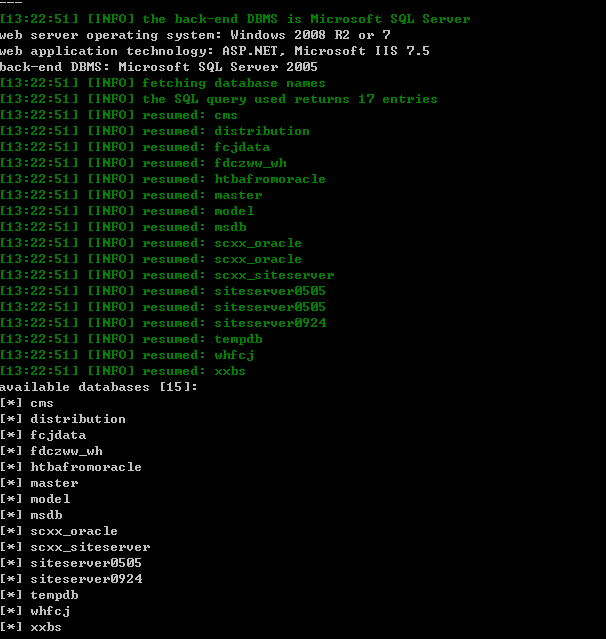 ---
[13:22:51] [INFO] the back-end DBMS is Microsoft SQL Server
web server operating system: Windows 2008 R2 or 7
web application technology: ASP.NET, Microsoft IIS 7.5
back-end DBMS: Microsoft SQL Server 2005
[13:22:51] [INFO] fetching database names
[13:22:51] [INFO] the SQL query used returns 17 entries
[13:22:51] [INFO] resumed: cms
[13:22:51] [INFO] resumed: distribution
[13:22:51] [INFO] resumed: fcjdata
[13:22:51] [INFO] resumed: fdczww_wh
[13:22:51] [INFO] resumed: htbafromoracle
[13:22:51] [INFO] resumed: master
[13:22:51] [INFO] resumed: model
[13:22:51] [INFO] resumed: msdb
[13:22:51] [INFO] resumed: scxx_oracle
[13:22:51] [INFO] resumed: scxx_oracle
[13:22:51] [INFO] resumed: scxx_siteserver
[13:22:51] [INFO] resumed: siteserver0505
[13:22:51] [INFO] resumed: siteserver0505
[13:22:51] [INFO] resumed: siteserver0924
[13:22:51] [INFO] resumed: tempdb
[13:22:51] [INFO] resumed: whfcj
[13:22:51] [INFO] resumed: xxbs
available databases [15]:
[*] cms
[*] distribution
[*] fcjdata
[*] fdczww_wh
[*] htbafromoracle
[*] master
[*] model
[*] msdb
[*] scxx_oracle
[*] scxx_siteserver
[*] siteserver0505
[*] siteserver0924
[*] tempdb
[*] whfcj
[*] xxbs